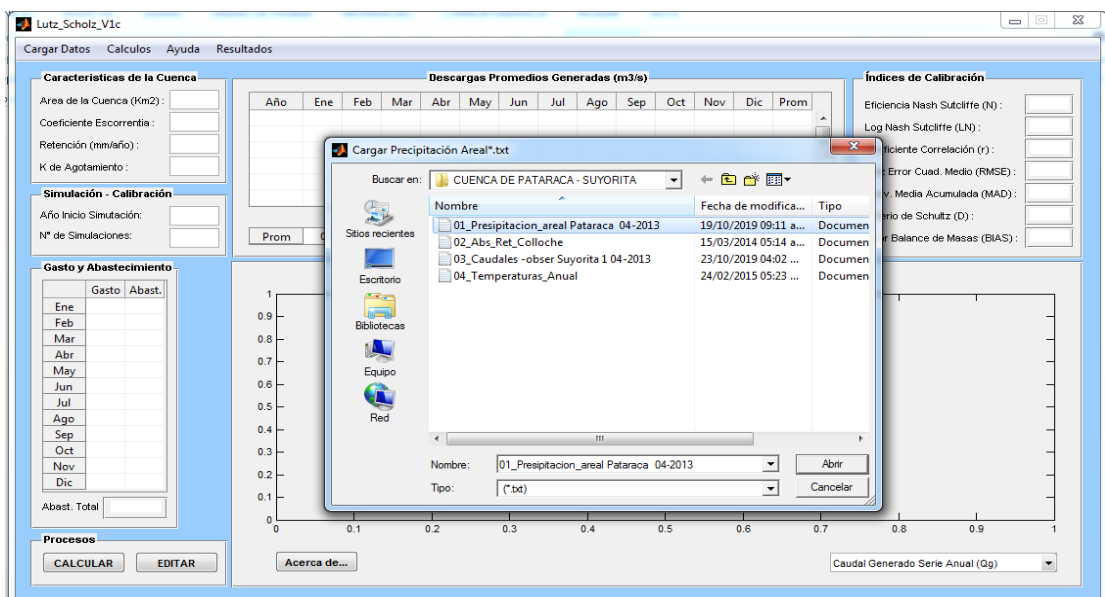 Lutz_Scholz_V1c
Cargar Datos Calculos Ayuda Resultados
Caracteristicas de la Cuenca
Area de la Cuenca (Km2) :
Coeficiente Escorrentia :
Retención (mm/año) :
K de Agotamiento :
Simulación - Calibración
Año Inicio Simutación:
N° de Simulaciones:
Gasto y Abastecimiento
Gasto Abast.
Ene
Feb
Mar
Abr
May
Jun
Jul
Ago
Sep
Oct
Nov
Dic
Abast. Total
Procesos
CALCULAR EDITAR
Descargas Promedios Generadas (m3/s)
Año Ene Feb Mar Abr May Jun Jul Ago Sep Oct Nov Dic Prom
Prom
Índices de Calibración
Eficiencia Nash Sutcliffe (N) :
Log Nash Sutcliffe (LN) :
ficiente Correlación (r) :
Error Cuad. Medio (RMSE) :
v. Media Acumulada (MAD) :
erio de Schultz (D) :
Balance de Masas (BIAS) :
Cargar Precipitación Areal*.txt
Buscar en: CUENCA DE PATARACA - SUYORITA
Sitios recientes
Escritorio
Bibliotecas
Equipo
Red
Nombre Fecha de modifica... Tipo
01_Presipitacion_areal Pataraca 04-2013 19/10/2019 09:11 a... Documen
02_Abs_Ret_Colloche 15/03/2014 05:14 a... Documen
03_Caudales -obser Suyorita 1 04-2013 23/10/2019 04:02 ... Documen
04_Temperaturas_Anual 24/02/2015 05:23 ... Documen
Nombre: 01_Presipitacion_areal Pataraca 04-2013 Abrir
Tipo: (*.txt) Cancelar
1
0.9
0.8
0.7
0.6
0.5
0.4
0.3
0.2
0.1
0
0 0.1 0.2 0.3 0.4 0.5 0.6 0.7 0.8 0.9 1
Acerca de...
Caudal Generado Serie Anual (Qg)